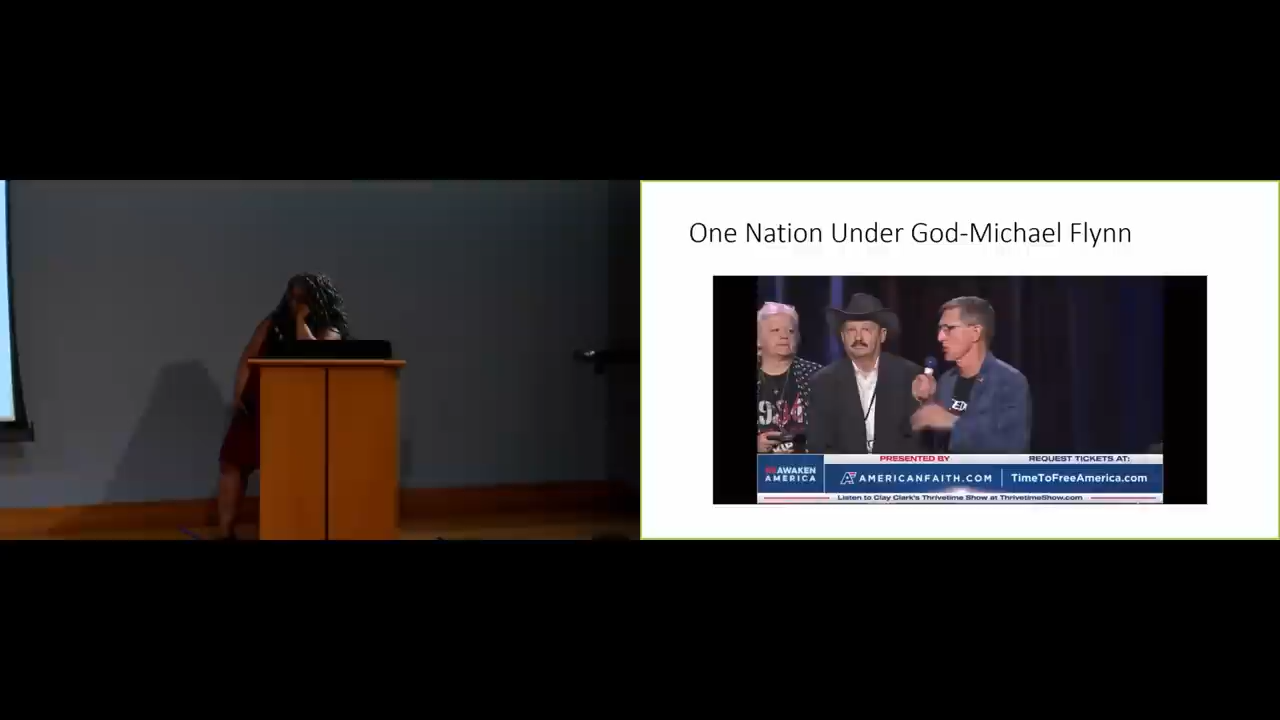 One Nation Under God-Michael Flynn
PRESENTED BY
REQUEST TICKETS AT:
AWAKEN
AMERICA
AMERICANFAITH.COM
TimeToFreeAmerica.com
Listen to Clay Clark's Thrivetime Show at ThrivetimeShow.com